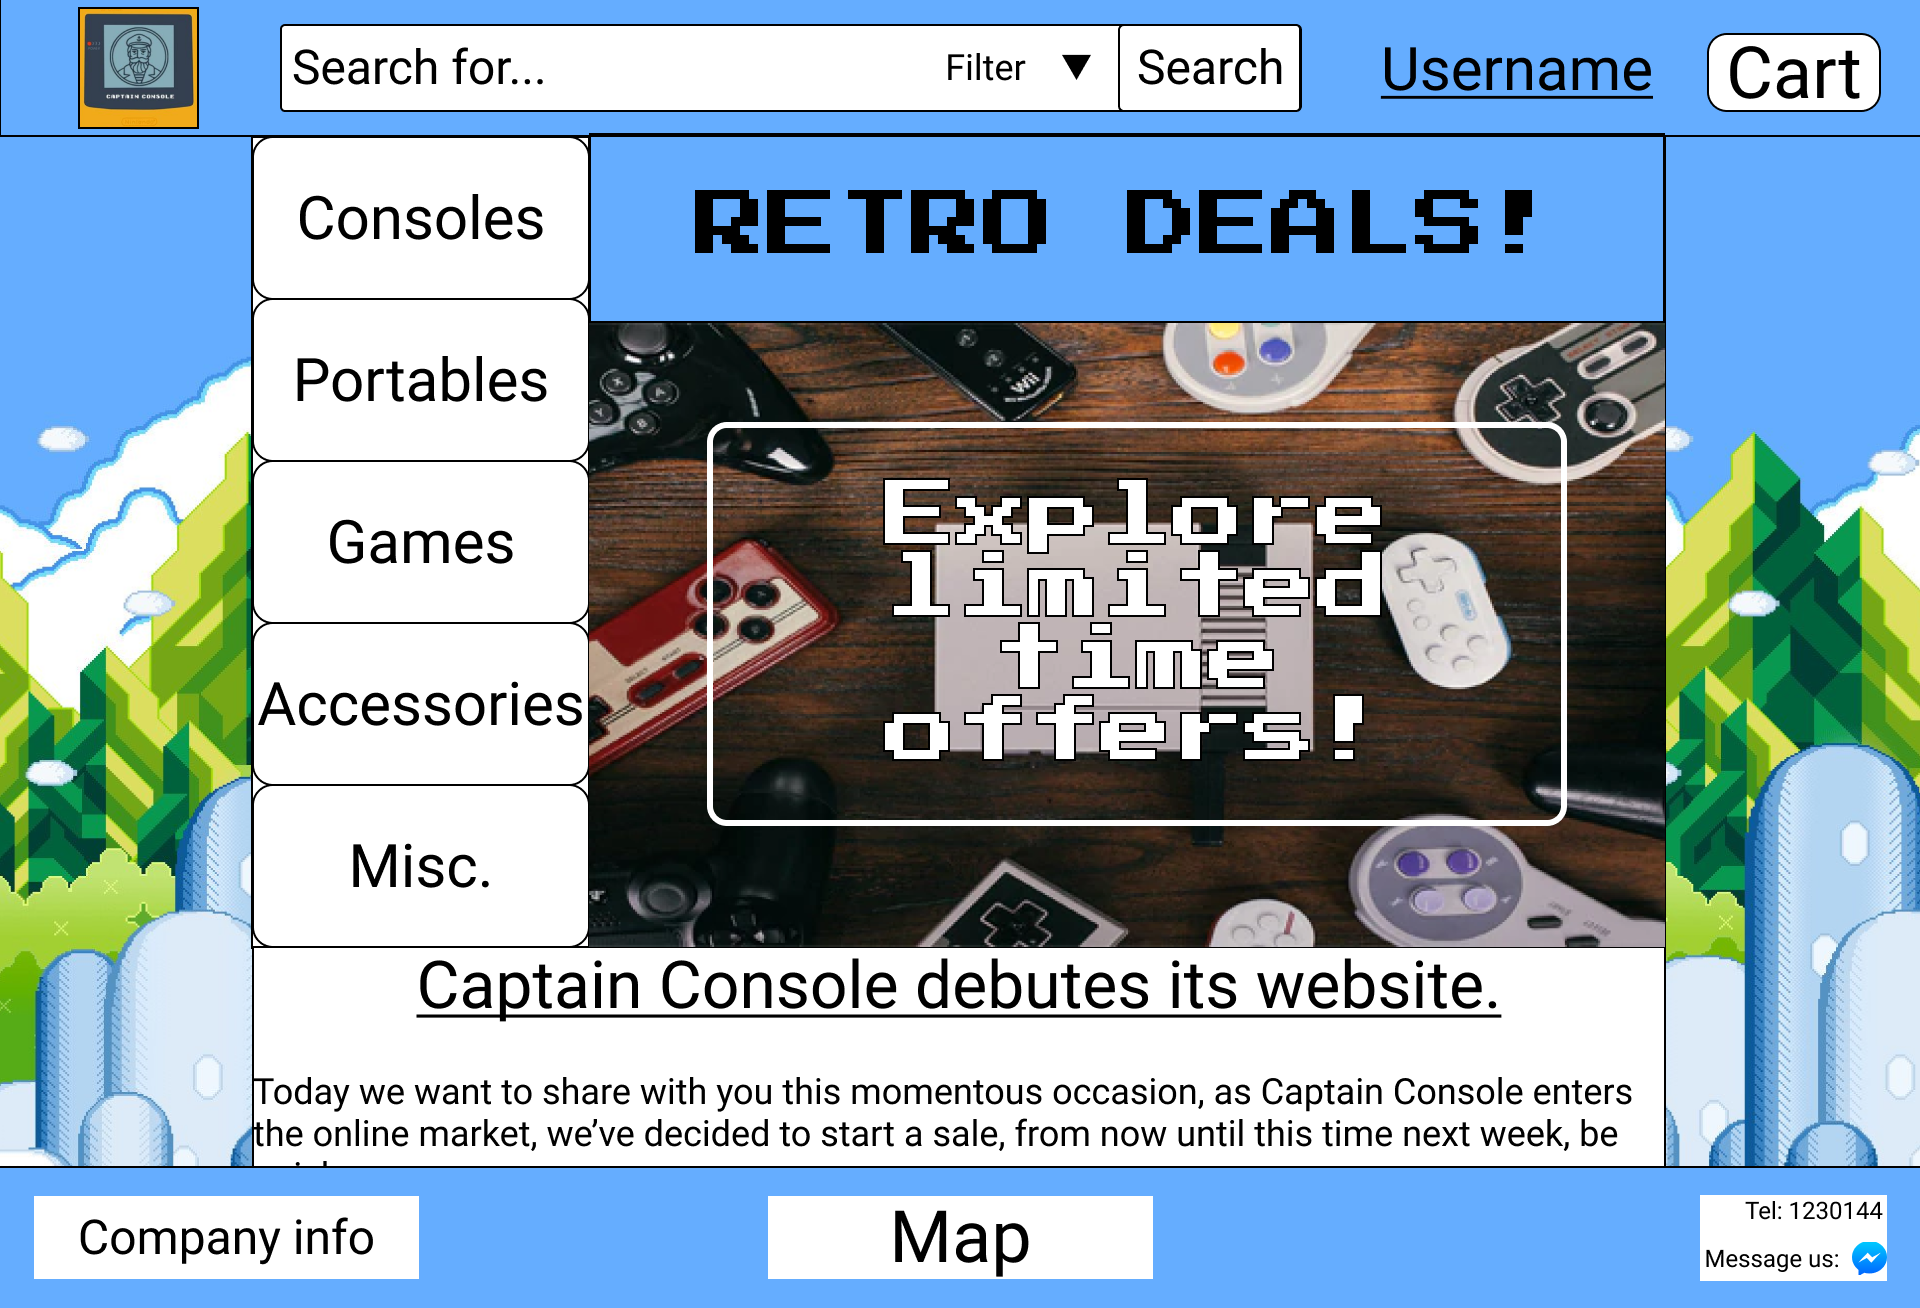 CAPTAIN CONSOLE
Search for...
Filter
Search
Username
Cart
Consoles
Portables
Games
Accessories
Misc.
RETRO DEALS!
Wii
SELECT
START
Explore
limited
time
offers!
Captain Console debutes its website.
Today we want to share with you this momentous occasion, as Captain Console enters
the online market, we’ve decided to start a sale, from now until this time next week, be
Company info
Map
Tel: 1230144
Message us: